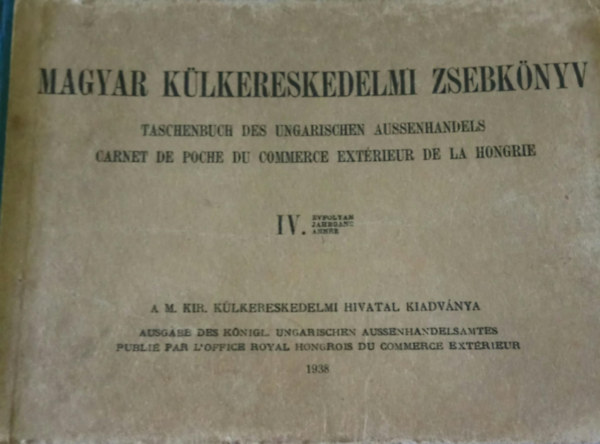 MAGYAR KÜLKERESKEDELMI ZSEBKÖNYV
TASCHENBUCH DES UNGARISCHEN AUSSENHANDELS
CARNET DE POCHE DU COMMERCE EXTÉRIEUR DE LA HONGRIE
IV. ÉVFOLYAM
JAHRGANG
ANNÉE
A M. KIR. KÜLKERESKEDELMI HIVATAL KIADVÁNYA
AUSGABE DES KÖNIGL. UNGARISCHEN AUSSENHANDELSAMTES
PUBLIÉ PAR L'OFFICE ROYAL HONGROIS DU COMMERCE EXTÉRIEUR
1938